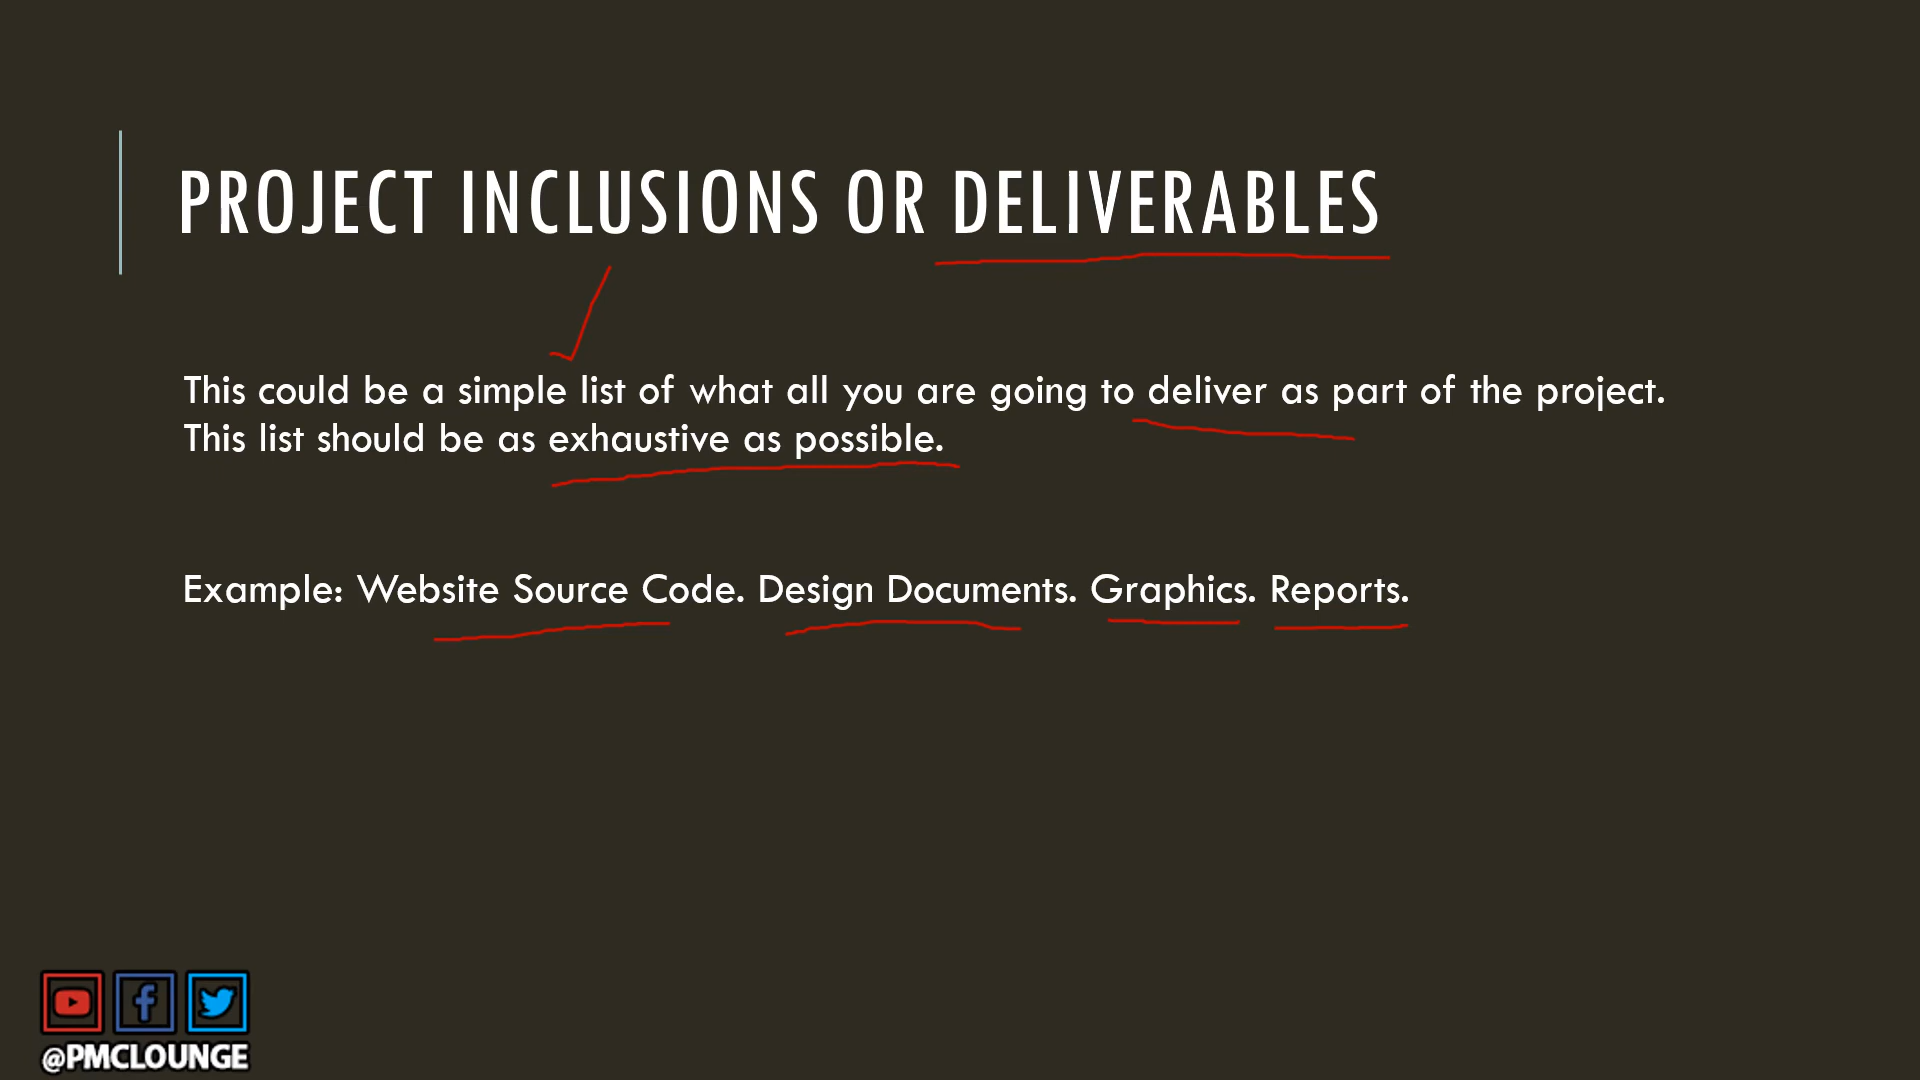 PROJECT INCLUSIONS OR DELIVERABLES
This could be a simple list of what all you are going to deliver as part of the project.
This list should be as exhaustive as possible.
Example: Website Source Code. Design Documents. Graphics. Reports.
@PMCLOUNGE